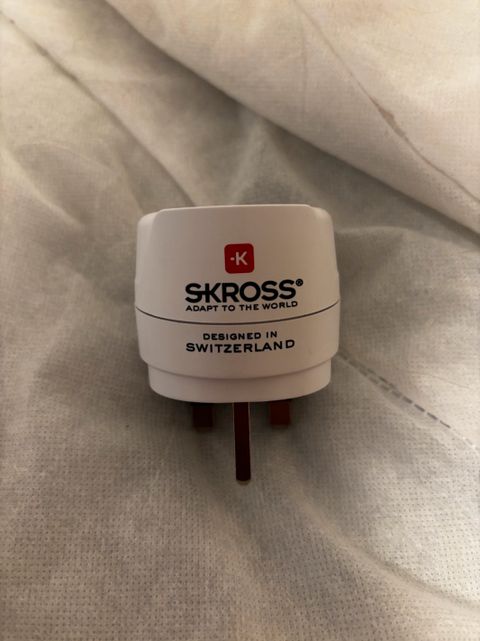 -K
SKROSS®
ADAPT TO THE WORLD
DESIGNED IN
SWITZERLAND